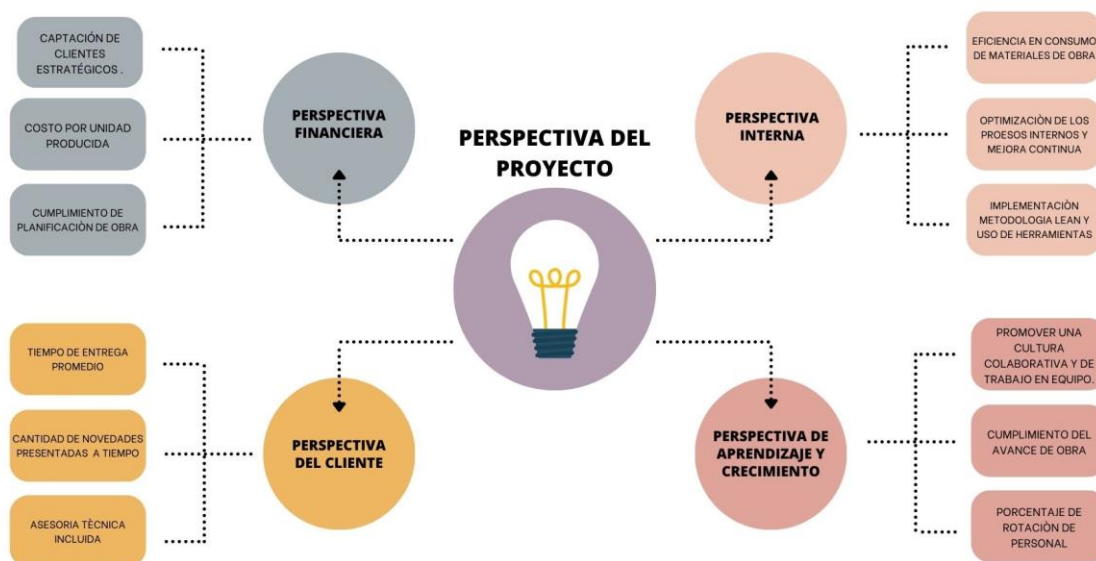 PERSPECTIVA DEL
PROYECTO
PERSPECTIVA
FINANCIERA
CAPTACIÓN DE
CLIENTES
ESTRATÉGICOS .
COSTO POR UNIDAD
PRODUCIDA
CUMPLIMIENTO DE
PLANIFICACIÒN DE OBRA
PERSPECTIVA
INTERNA
EFICIENCIA EN CONSUMO
DE MATERIALES DE OBRA
OPTIMIZACIÒN DE LOS
PROESOS INTERNOS Y
MEJORA CONTINUA
IMPLEMENTACIÒN
METODOLOGIA LEAN Y
USO DE HERRAMIENTAS
PERSPECTIVA
DEL CLIENTE
TIEMPO DE ENTREGA
PROMEDIO
CANTIDAD DE NOVEDADES
PRESENTADAS A TIEMPO
ASESORIA TÈCNICA
INCLUIDA
PERSPECTIVA DE
APRENDIZAJE Y
CRECIMIENTO
PROMOVER UNA
CULTURA
COLABORATIVA Y DE
TRABAJO EN EQUIPO.
CUMPLIMIENTO DEL
AVANCE DE OBRA
PORCENTAJE DE
ROTACIÒN DE
PERSONAL